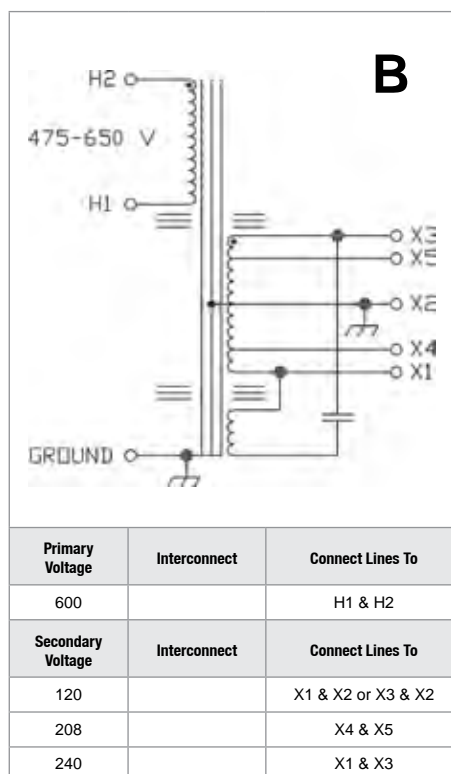 B
H2
475-650 V
H1
X3
X5
X2
X4
X1
GROUND
Primary Voltage Interconnect Connect Lines To
600 H1 & H2
Secondary Voltage Interconnect Connect Lines To
120 X1 & X2 or X3 & X2
208 X4 & X5
240 X1 & X3